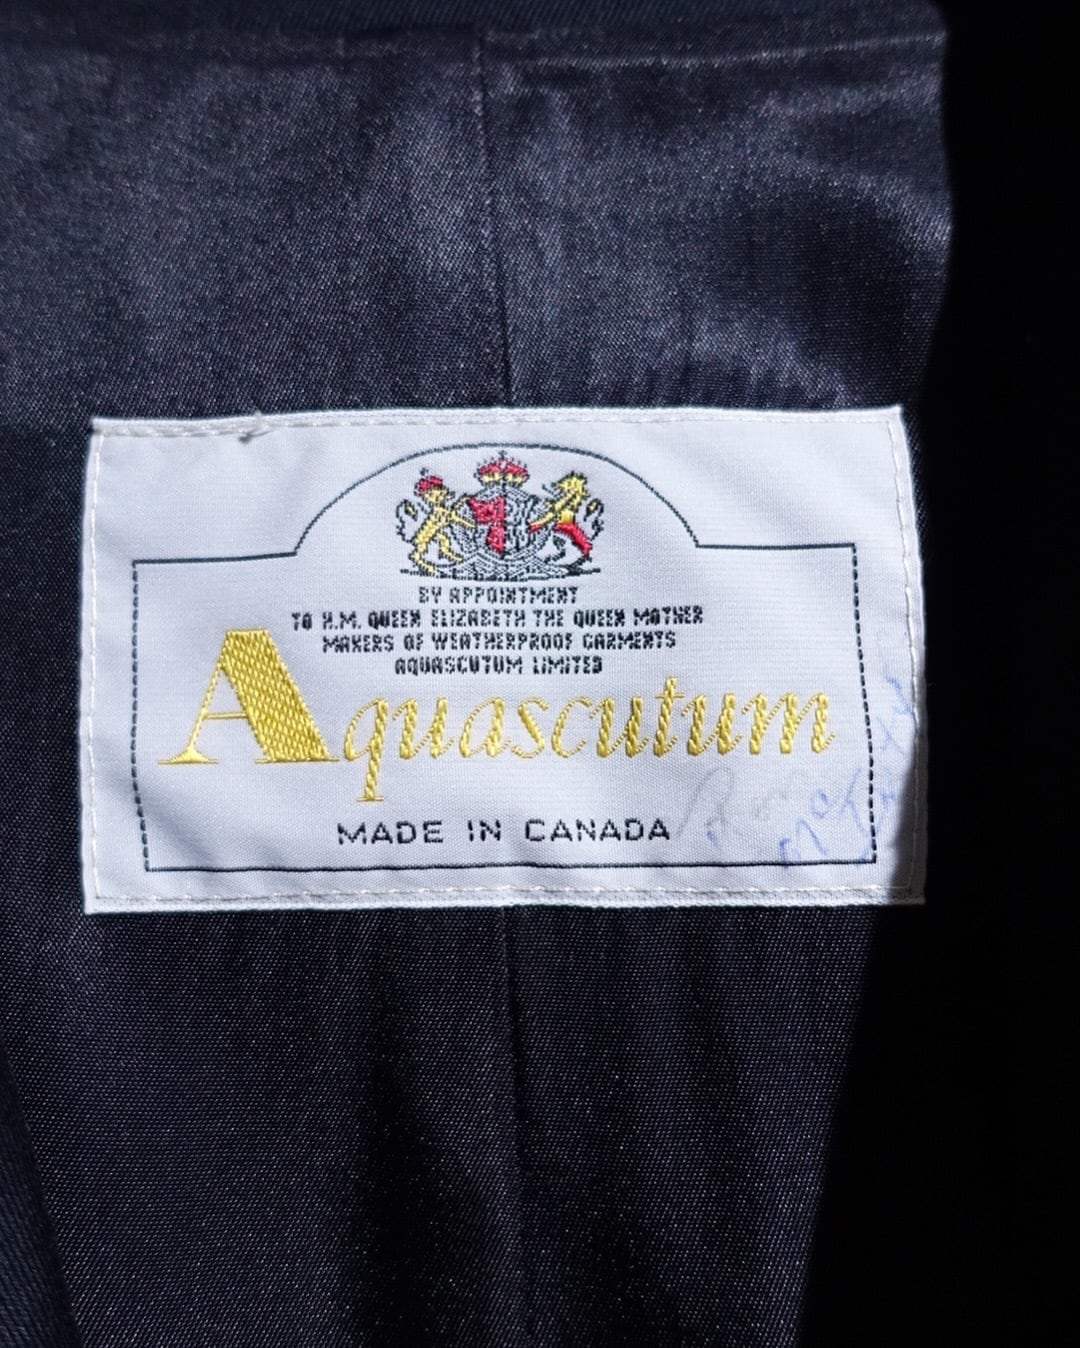 BY APPOINTMENT
TO H.M. QUEEN ELIZABETH THE QUEEN MOTHER
MAKERS OF WEATHERPROOF GARMENTS
AQUASCUTUM LIMITED
Aquascutum
MADE IN CANADA